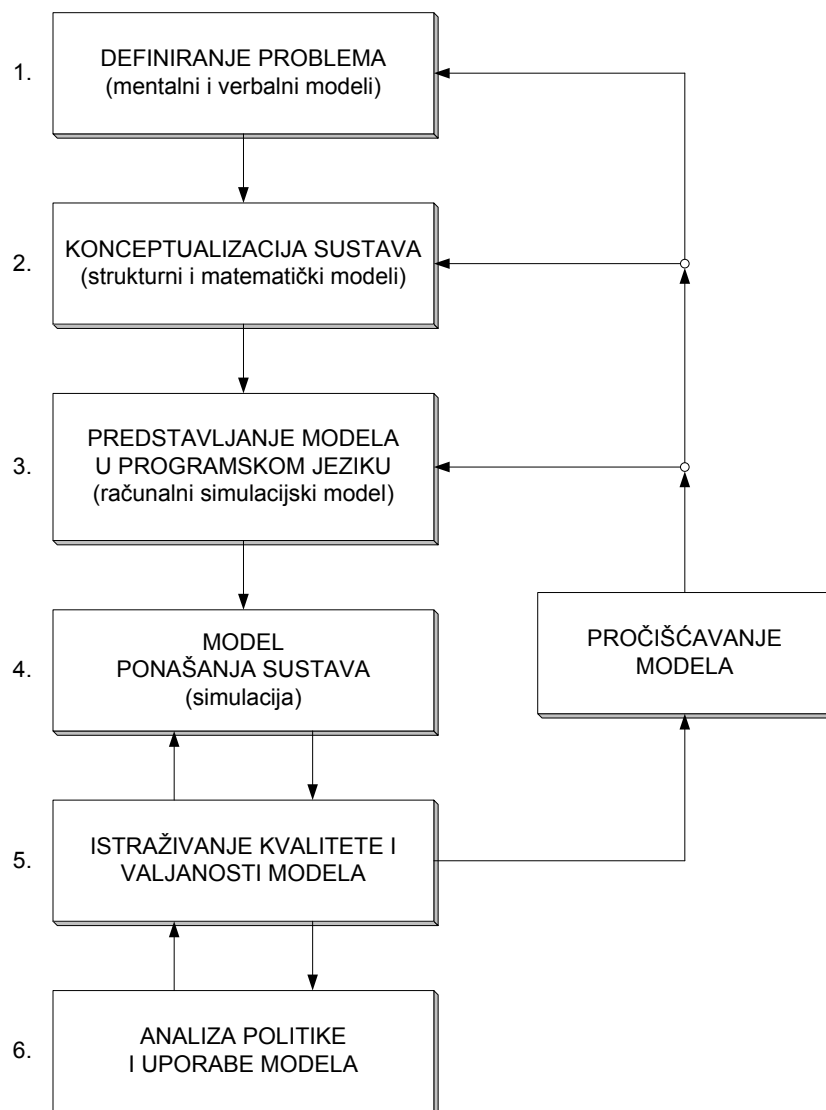 1.
DEFINIRANJE PROBLEMA
(mentalni i verbalni modeli)
2.
KONCEPTUALIZACIJA SUSTAVA
(strukturni i matematički modeli)
3.
PREDSTAVLJANJE MODELA
U PROGRAMSKOM JEZIKU
(računalni simulacijski model)
4.
MODEL
PONAŠANJA SUSTAVA
(simulacija)
PROČIŠĆAVANJE
MODELA
5.
ISTRAŽIVANJE KVALITETE I
VALJANOSTI MODELA
6.
ANALIZA POLITIKE
I UPORABE MODELA